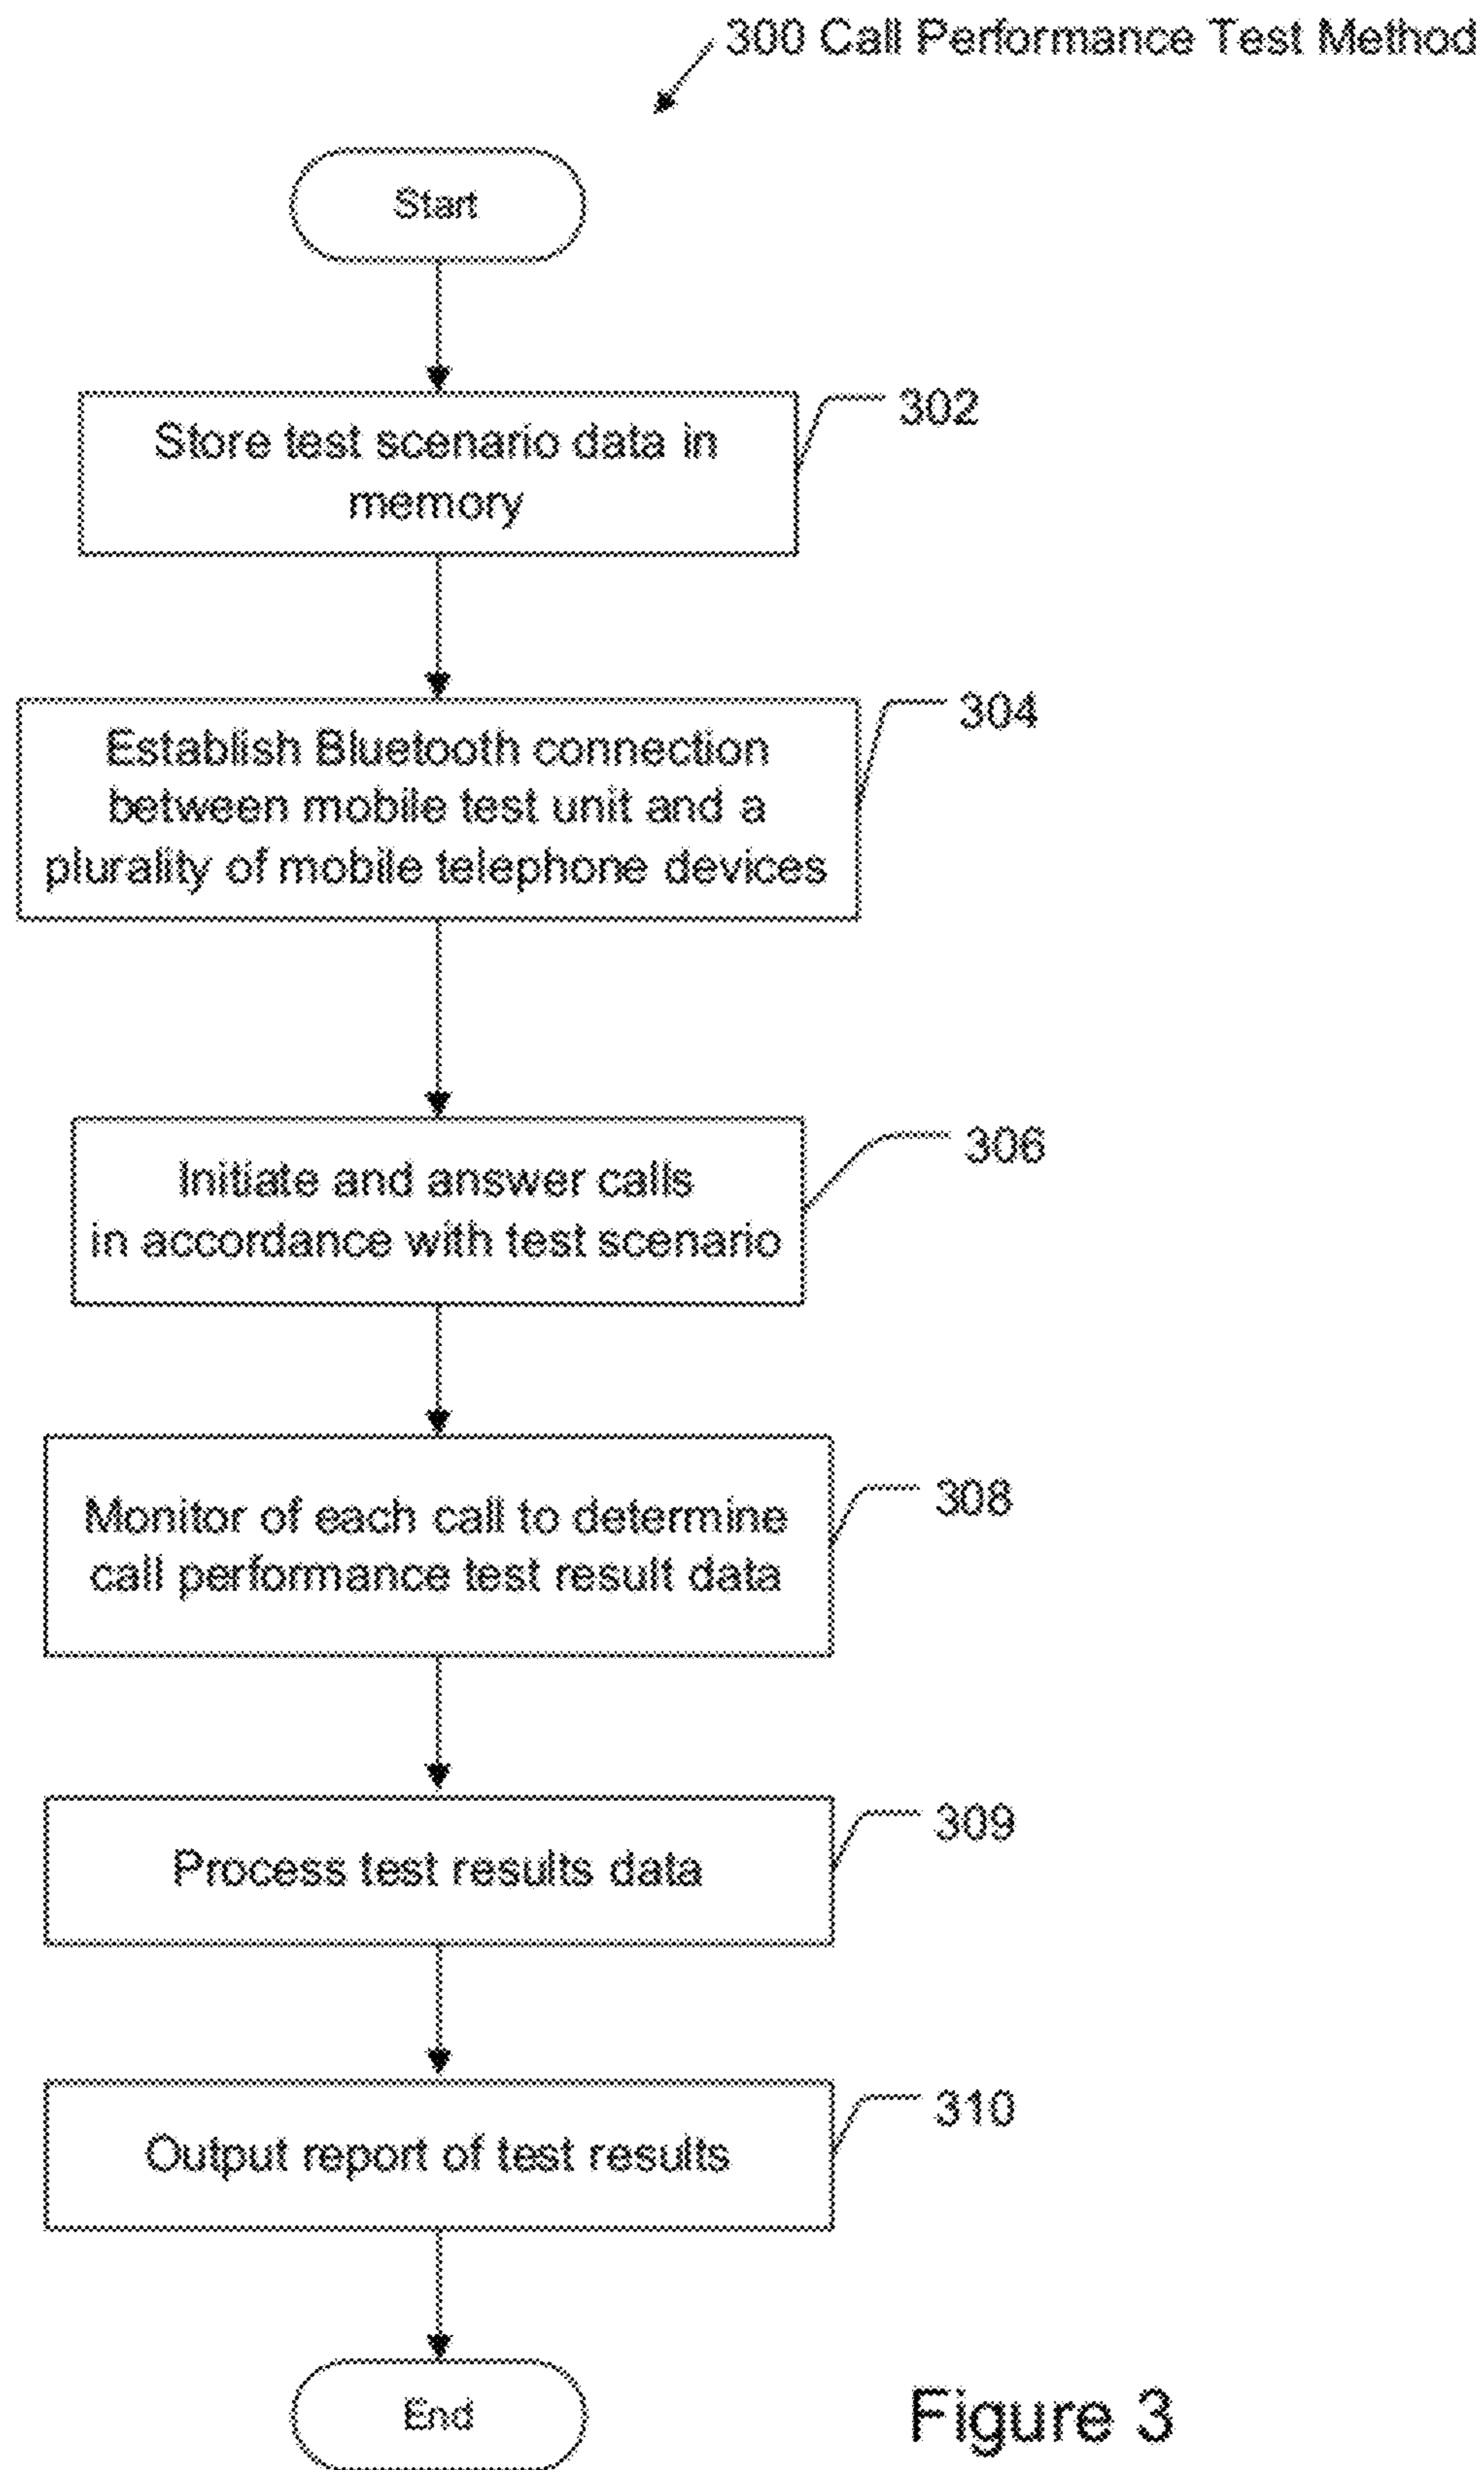 300 Call Performance Test Method
Start
302
Store test scenario data in
memory
304
Establish Bluetooth connection
between mobile test unit and a
plurality of mobile telephone devices
306
Initiate and answer calls
in accordance with test scenario
308
Monitor of each call to determine
call performance test result data
309
Process test results data
310
Output report of test results
End
Figure 3